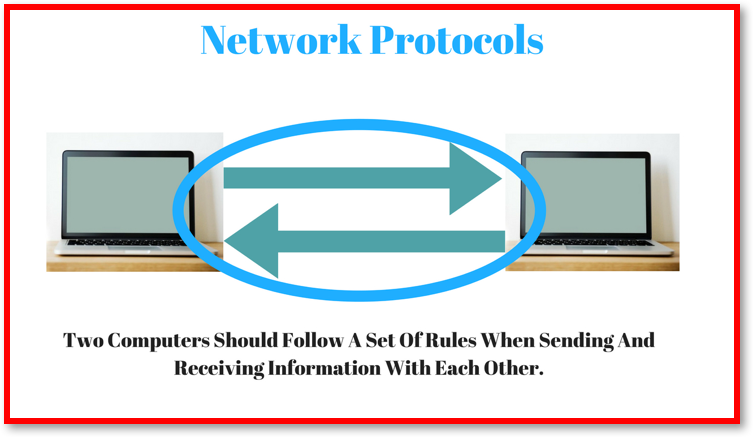 Network Protocols
Two Computers Should Follow A Set Of Rules When Sending And
Receiving Information With Each Other.